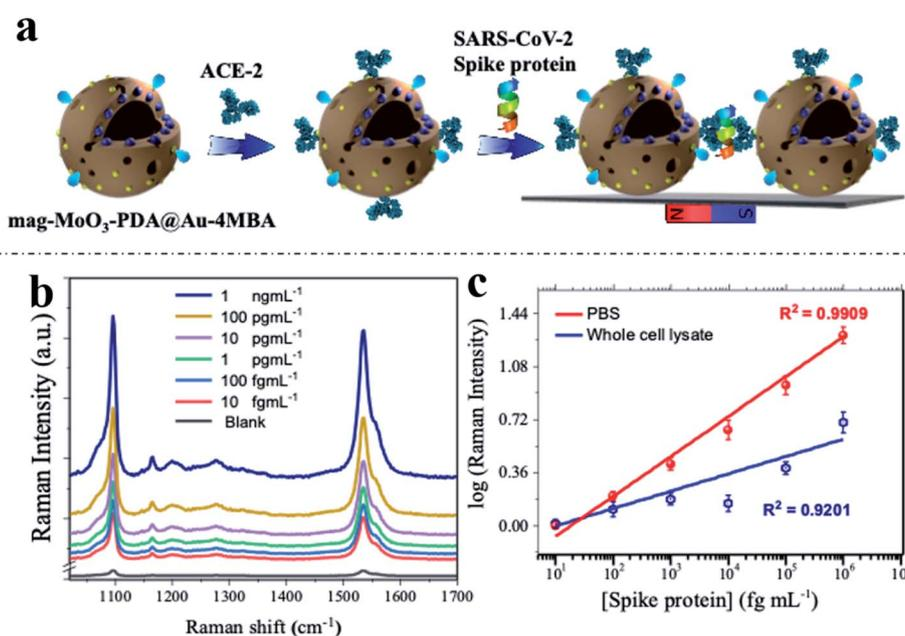 a
ACE-2
SARS-CoV-2
Spike protein
mag-MoO₃-PDA@Au-4MBA
N S
b
Raman Intensity (a.u.)
1 ngmL⁻¹
100 pgmL⁻¹
10 pgmL⁻¹
1 pgmL⁻¹
100 fgmL⁻¹
10 fgmL⁻¹
Blank
1100 1200 1300 1400 1500 1600 1700
Raman shift (cm⁻¹)
c
log (Raman Intensity)
1.44
1.08
0.72
0.36
0.00
PBS
Whole cell lysate
R² = 0.9909
R² = 0.9201
10¹ 10² 10³ 10⁴ 10⁵ 10⁶ 10
[Spike protein] (fg mL⁻¹)